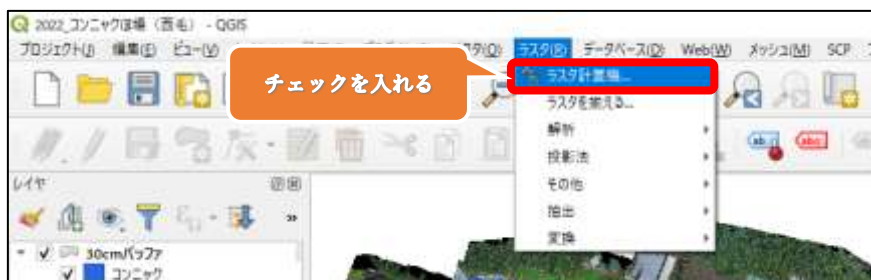 2022_コンニャクほ場（西毛） - QGIS
プロジェクト(J) 編集(E) ビュー(V) ラスタ(R) データベース(D) Web(W) メッシュ(M) SCP
チェックを入れる
ラスタ計算機...
ラスタを揃える...
解析
投影法
その他
抽出
変換
レイヤ
30cmバッファ
コンニャク